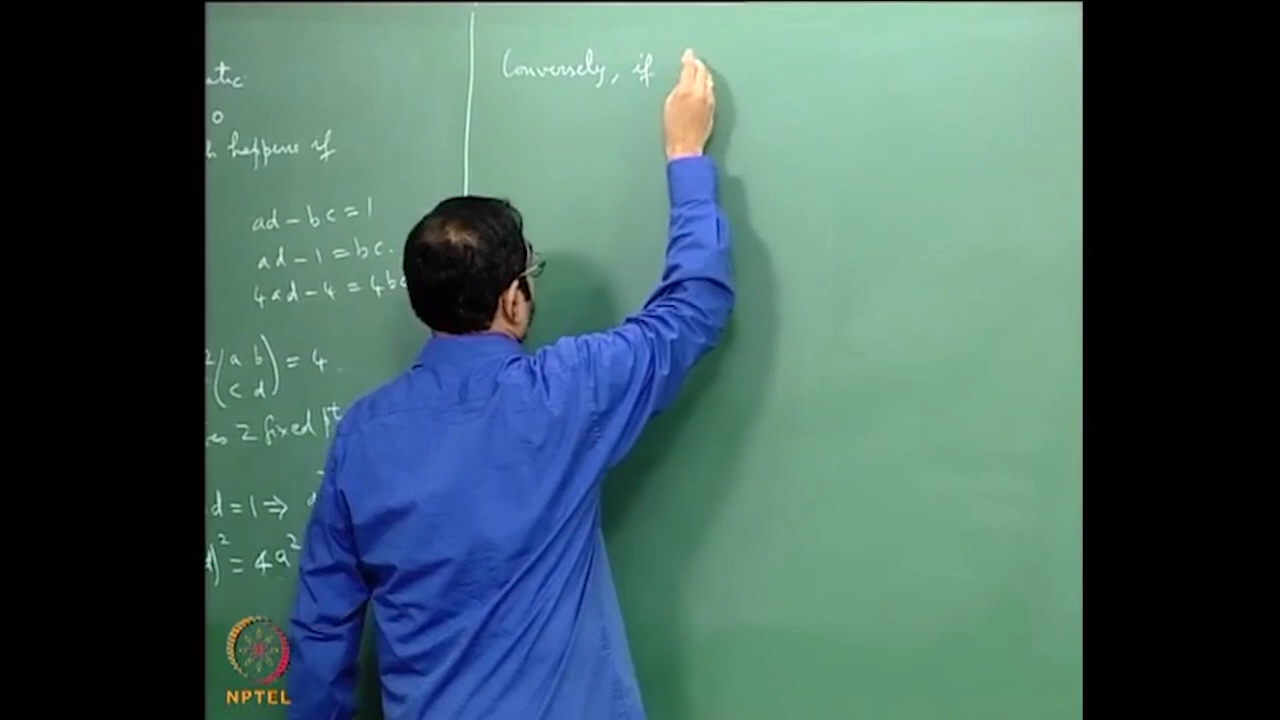 Conversely, if
0
happens if
ad - bc = 1
ad - 1 = bc.
4ad - 4 = 4bc
2(a b
c d) = 4
2 fixed pt
d = 1 ⇒
2 = 4a2
NPTEL